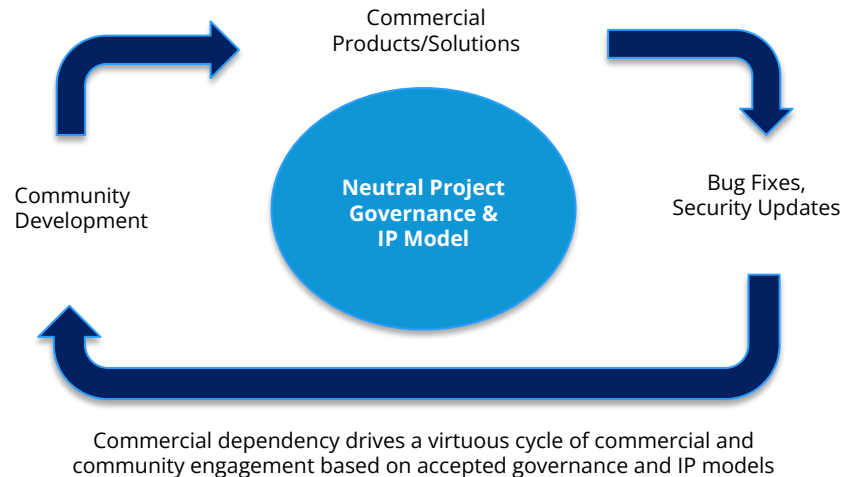 Commercial
Products/Solutions
Neutral Project
Governance &
IP Model
Community
Development
Bug Fixes,
Security Updates
Commercial dependency drives a virtuous cycle of commercial and
community engagement based on accepted governance and IP models